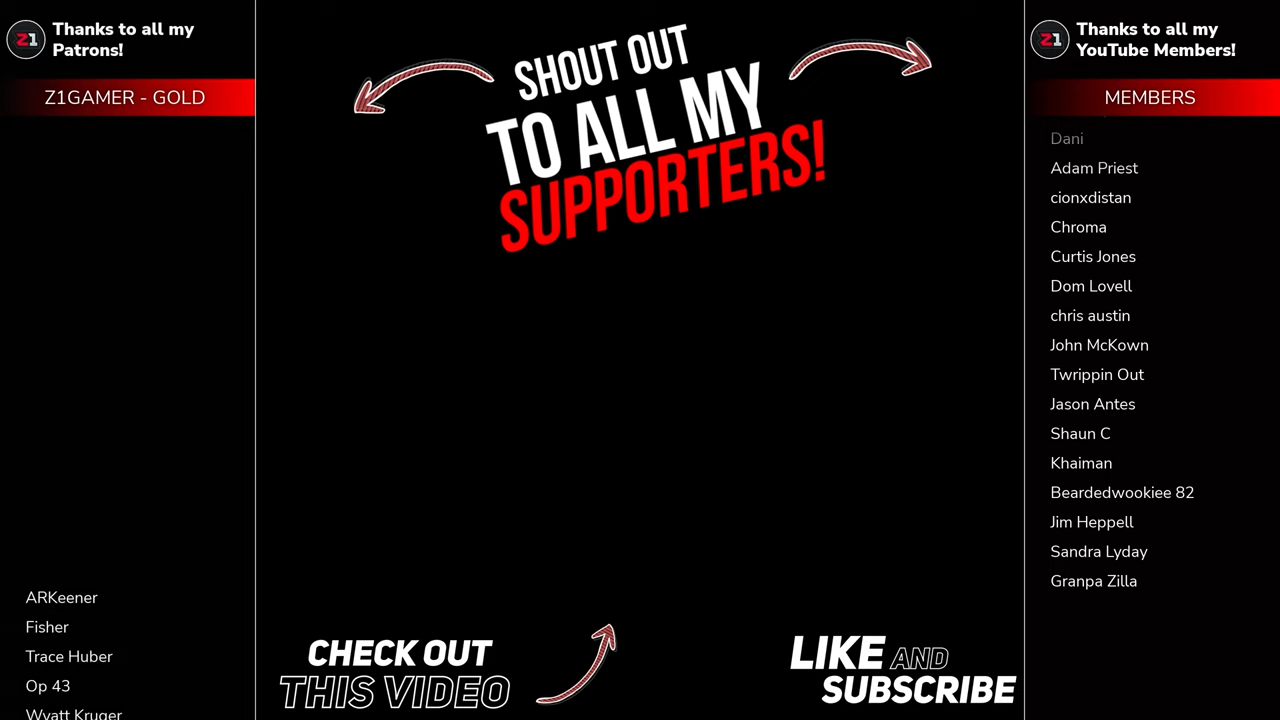 Z1
Thanks to all my
Patrons!
Z1GAMER - GOLD
ARKeener
Fisher
Trace Huber
Op 43
Wyatt Kruger
SHOUT OUT
TO ALL MY
SUPPORTERS!
CHECK OUT
THIS VIDEO
LIKE AND
SUBSCRIBE
Z1
Thanks to all my
YouTube Members!
MEMBERS
Dani
Adam Priest
cionxdistan
Chroma
Curtis Jones
Dom Lovell
chris austin
John McKown
Twrippin Out
Jason Antes
Shaun C
Khaiman
Beardedwookiee 82
Jim Heppell
Sandra Lyday
Granpa Zilla